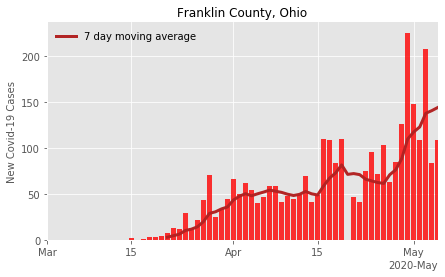 Franklin County, Ohio
7 day moving average
New Covid-19 Cases
200
150
100
50
0
Mar 15 Apr 15 May
2020-May